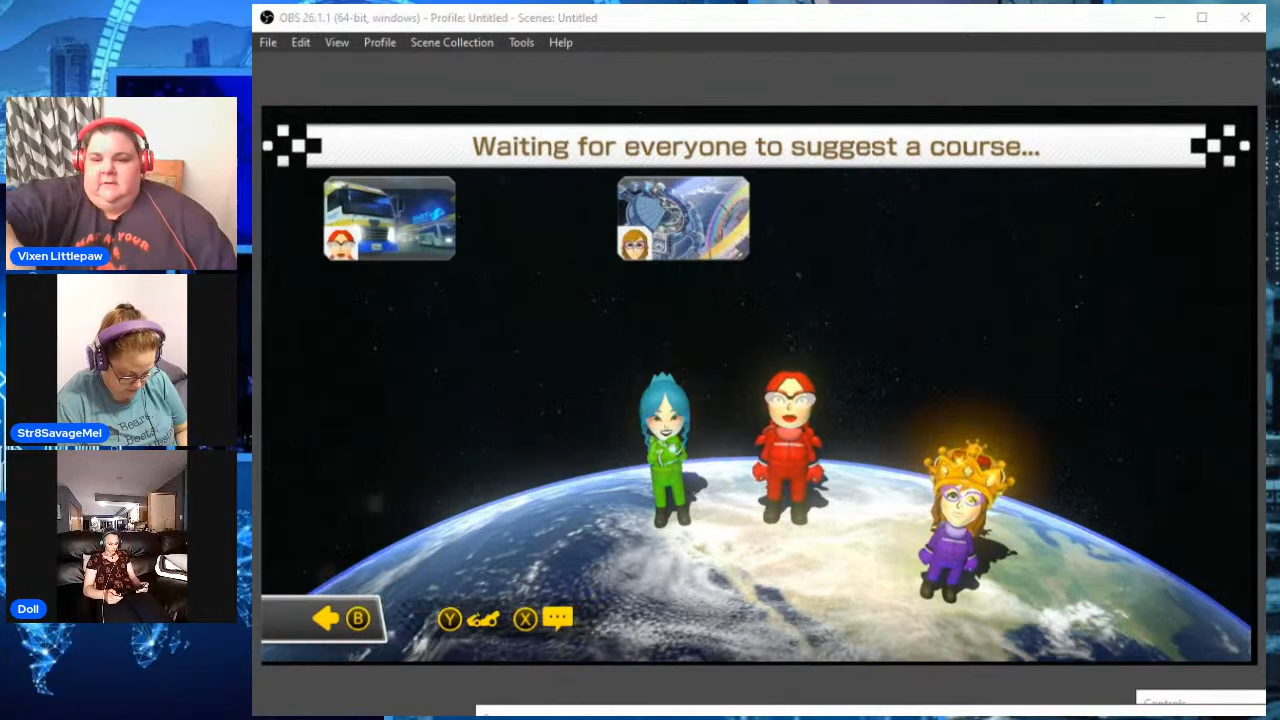 OBS 26.1.1 (64-bit, windows) - Profile: Untitled - Scenes: Untitled
File Edit View Profile Scene Collection Tools Help
Waiting for everyone to suggest a course...
Vixen Littlepaw
Str8SavageMel
Doll
B Y X
Controls